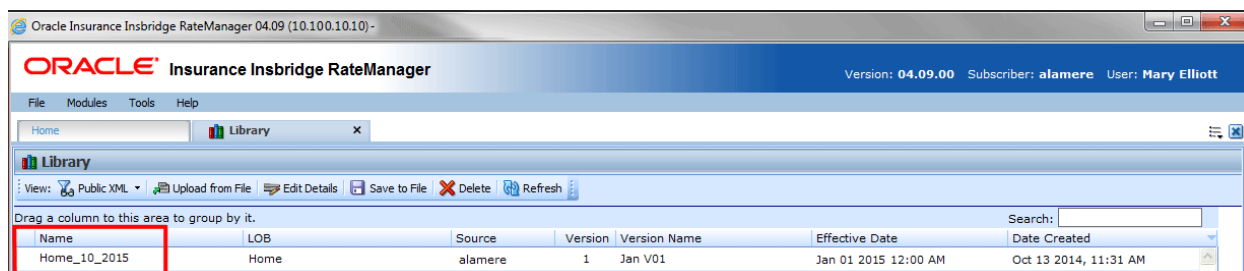 Oracle Insurance Insbridge RateManager 04.09 (10.100.10.10) -
ORACLE® Insurance Insbridge RateManager
Version: 04.09.00 Subscriber: alamere User: Mary Elliott
File Modules Tools Help
Home Library x
Library
View: Public XML Upload from File Edit Details Save to File Delete Refresh
Drag a column to this area to group by it. Search:
Name LOB Source Version Version Name Effective Date Date Created
Home_10_2015 Home alamere 1 Jan V01 Jan 01 2015 12:00 AM Oct 13 2014, 11:31 AM